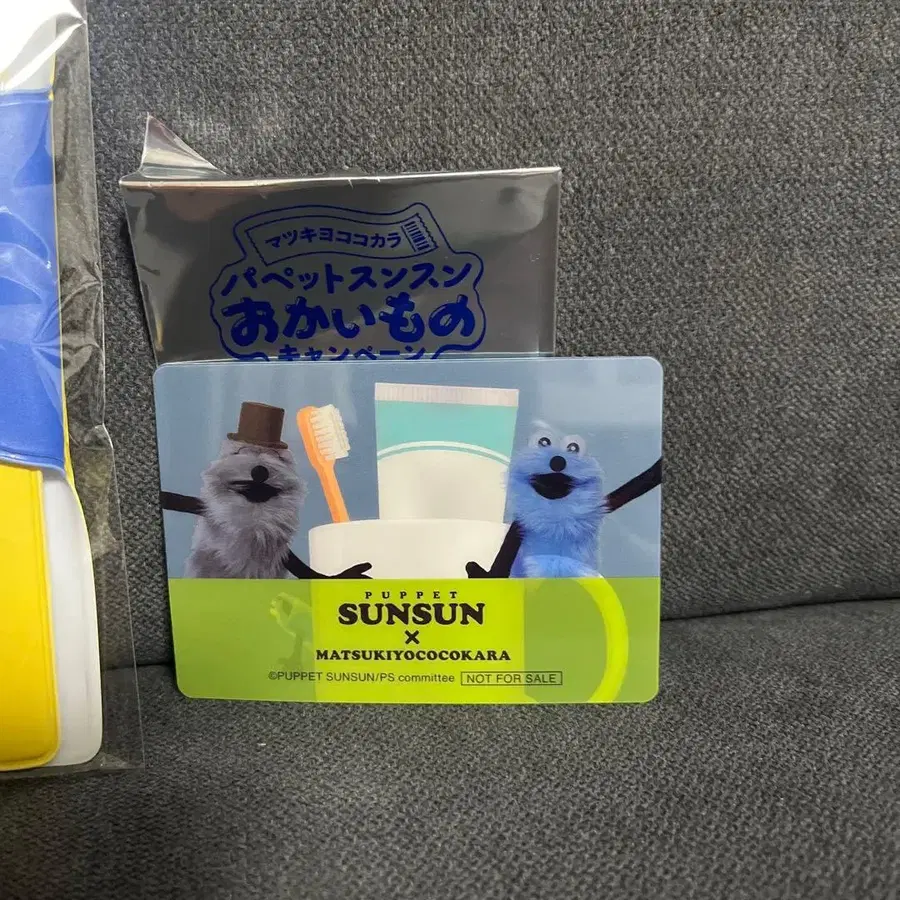 マツキヨココカラ
パペットスンスン
おかいもの
キャンペーン
PUPPET
SUNSUN
×
MATSUKIYOCOCOKARA
©PUPPET SUNSUN/PS committee NOT FOR SALE